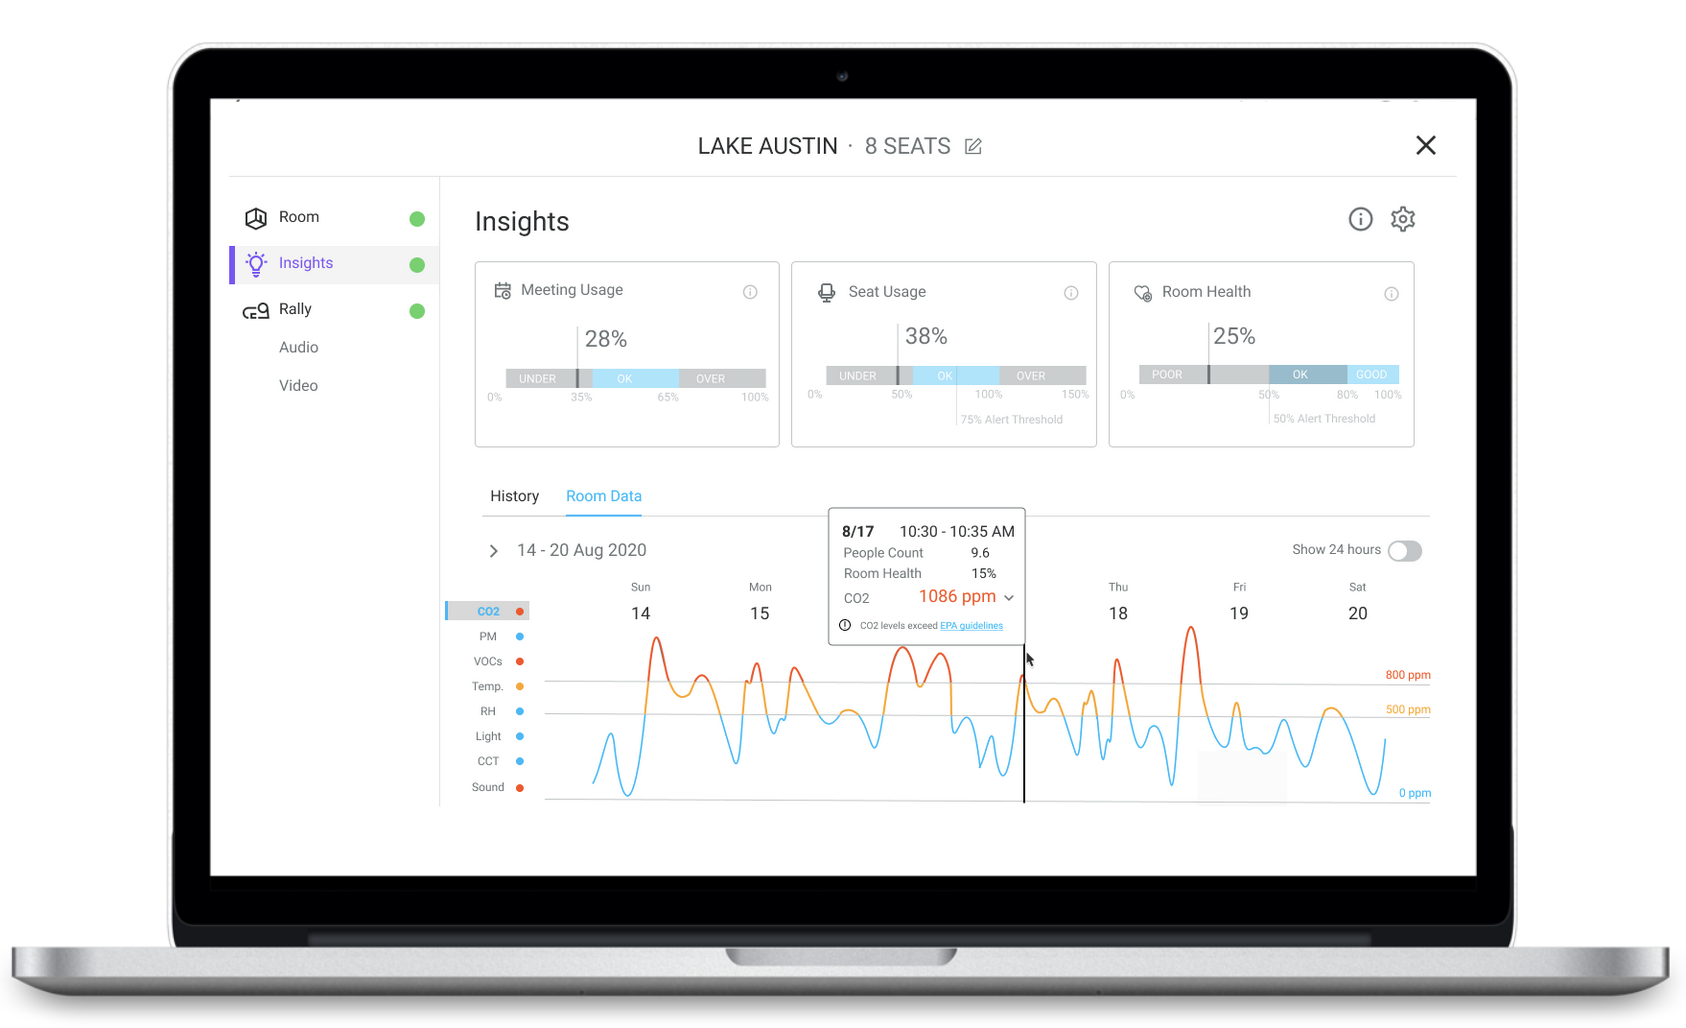 LAKE AUSTIN · 8 SEATS
Room
Insights
Rally
Audio
Video
Insights
Meeting Usage
28%
UNDER OK OVER
0% 35% 65% 100%
Seat Usage
38%
UNDER OK OVER
0% 50% 100% 150%
75% Alert Threshold
Room Health
25%
POOR OK GOOD
0% 50% 80% 100%
50% Alert Threshold
History Room Data
14 - 20 Aug 2020
Show 24 hours
8/17 10:30 - 10:35 AM
People Count 9.6
Room Health 15%
CO2 1086 ppm
CO2 levels exceed EPA guidelines
Sun Mon Thu Fri Sat
14 15 18 19 20
CO2
PM
VOCs
Temp.
RH
Light
CCT
Sound
800 ppm
500 ppm
0 ppm